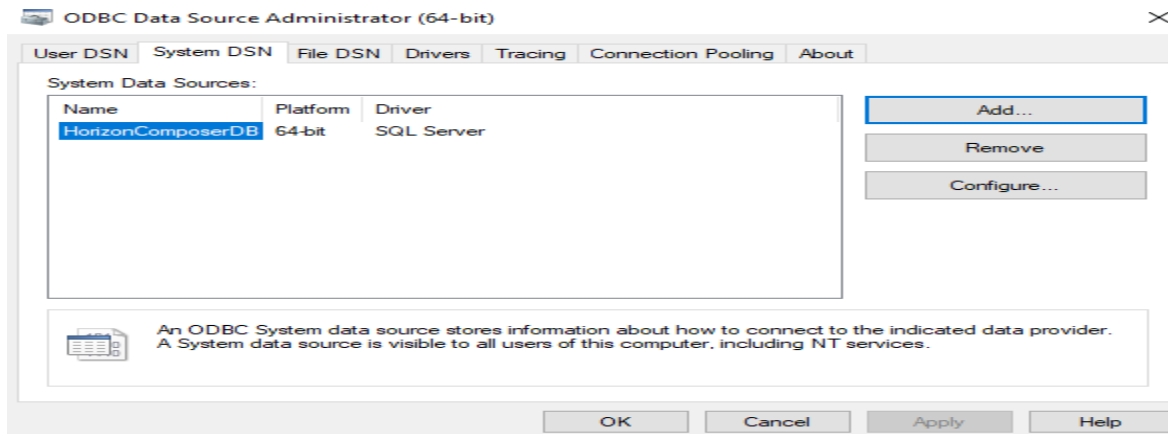 ODBC Data Source Administrator (64-bit)
User DSN System DSN File DSN Drivers Tracing Connection Pooling About
System Data Sources:
Name Platform Driver
HorizonComposerDB 64-bit SQL Server
Add...
Remove
Configure...
An ODBC System data source stores information about how to connect to the indicated data provider.
A System data source is visible to all users of this computer, including NT services.
OK Cancel Apply Help